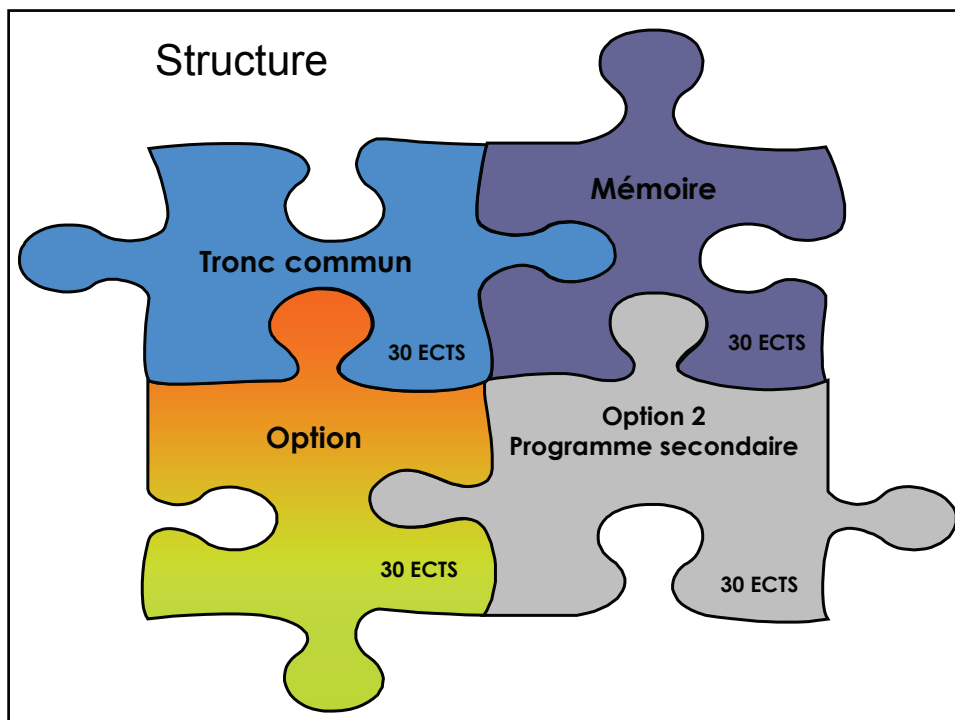 Structure
Mémoire
Tronc commun
30 ECTS
30 ECTS
Option
Option 2
Programme secondaire
30 ECTS
30 ECTS